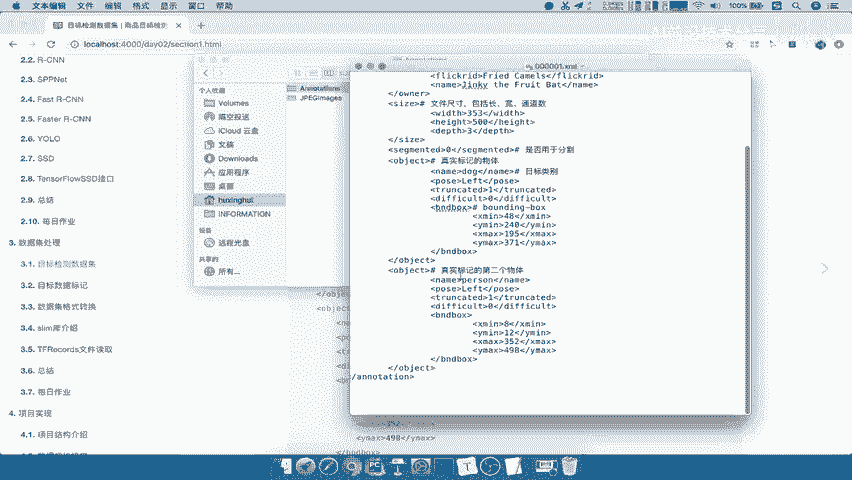 文本编辑 文件 编辑 格式 显示 窗口 帮助
100%
目标检测数据集 | 商品目标检测
localhost:4000/day02/section1.html
2.2. R-CNN
2.3. SPPNet
2.4. Fast R-CNN
2.5. Faster R-CNN
2.6. YOLO
2.7. SSD
2.8. TensorFlowSSD接口
2.9. 总结
2.10. 每日作业
3. 数据集处理
3.1. 目标检测数据集
3.2. 目标数据标记
3.3. 数据集格式转换
3.4. slim库介绍
3.5. TFRecords文件读取
3.6. 总结
3.7. 每日作业
4. 项目实现
4.1. 项目结构介绍
个人收藏
Volumes
隔空投送
iCloud 云盘
文稿
Downloads
应用程序
桌面
huxinghui
INFORMATION
设备
远程光盘
共享的
所有...
Annotations
JPEGImages
000001.xml
<flickrid>Fried Camels</flickrid>
<name>Jinky the Fruit Bat</name>
</owner>
<size># 文件尺寸，包括长、宽、通道数
<width>353</width>
<height>500</height>
<depth>3</depth>
</size>
<segmented>0</segmented># 是否用于分割
<object># 真实标记的物体
<name>dog</name># 目标类别
<pose>Left</pose>
<truncated>1</truncated>
<difficult>0</difficult>
<bndbox># bounding-box
<xmin>48</xmin>
<ymin>240</ymin>
<xmax>195</xmax>
<ymax>371</ymax>
</bndbox>
</object>
<object># 真实标记的第二个物体
<name>person</name>
<pose>Left</pose>
<truncated>1</truncated>
<difficult>0</difficult>
<bndbox>
<xmin>8</xmin>
<ymin>12</ymin>
<xmax>352</xmax>
<ymax>498</ymax>
</bndbox>
</object>
</annotation>
<ymax>498</ymax>
</bndbox>